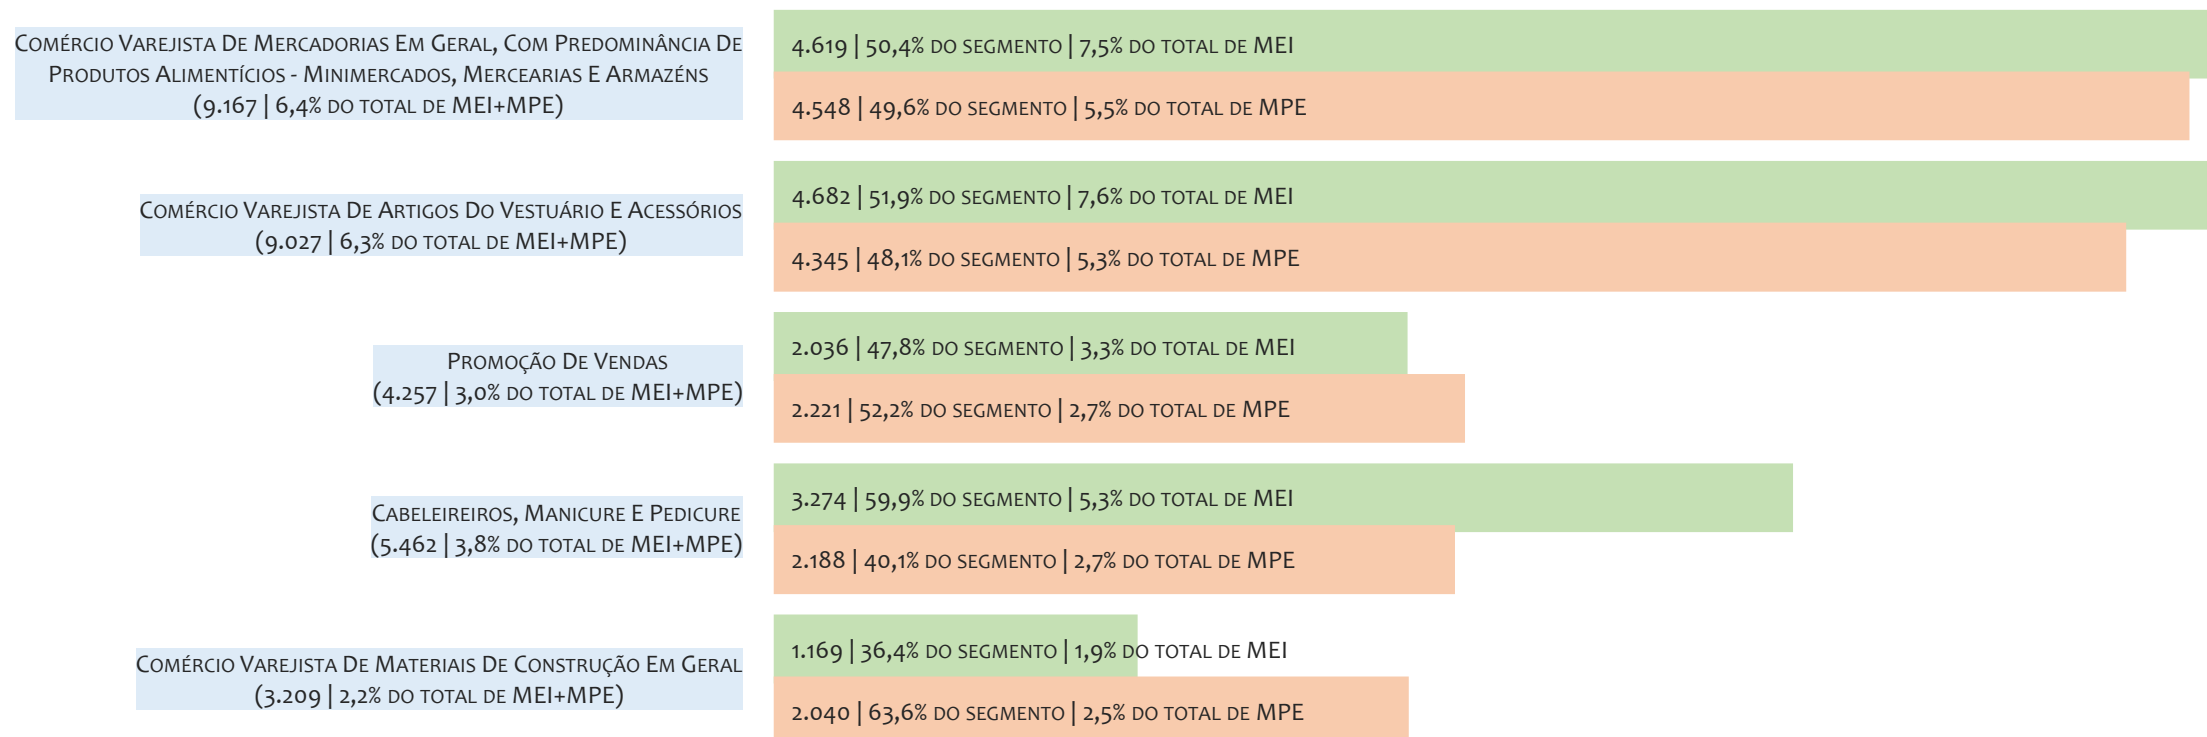 Comércio Varejista De Mercadorias Em Geral, Com Predominância De
Produtos Alimentícios - Minimercados, Mercearias E Armazéns
(9.167 | 6,4% do total de MEI+MPE)
4.619 | 50,4% do segmento | 7,5% do total de MEI
4.548 | 49,6% do segmento | 5,5% do total de MPE
Comércio Varejista De Artigos Do Vestuário E Acessórios
(9.027 | 6,3% do total de MEI+MPE)
4.682 | 51,9% do segmento | 7,6% do total de MEI
4.345 | 48,1% do segmento | 5,3% do total de MPE
Promoção De Vendas
(4.257 | 3,0% do total de MEI+MPE)
2.036 | 47,8% do segmento | 3,3% do total de MEI
2.221 | 52,2% do segmento | 2,7% do total de MPE
Cabeleireiros, Manicure E Pedicure
(5.462 | 3,8% do total de MEI+MPE)
3.274 | 59,9% do segmento | 5,3% do total de MEI
2.188 | 40,1% do segmento | 2,7% do total de MPE
Comércio Varejista De Materiais De Construção Em Geral
(3.209 | 2,2% do total de MEI+MPE)
1.169 | 36,4% do segmento | 1,9% do total de MEI
2.040 | 63,6% do segmento | 2,5% do total de MPE